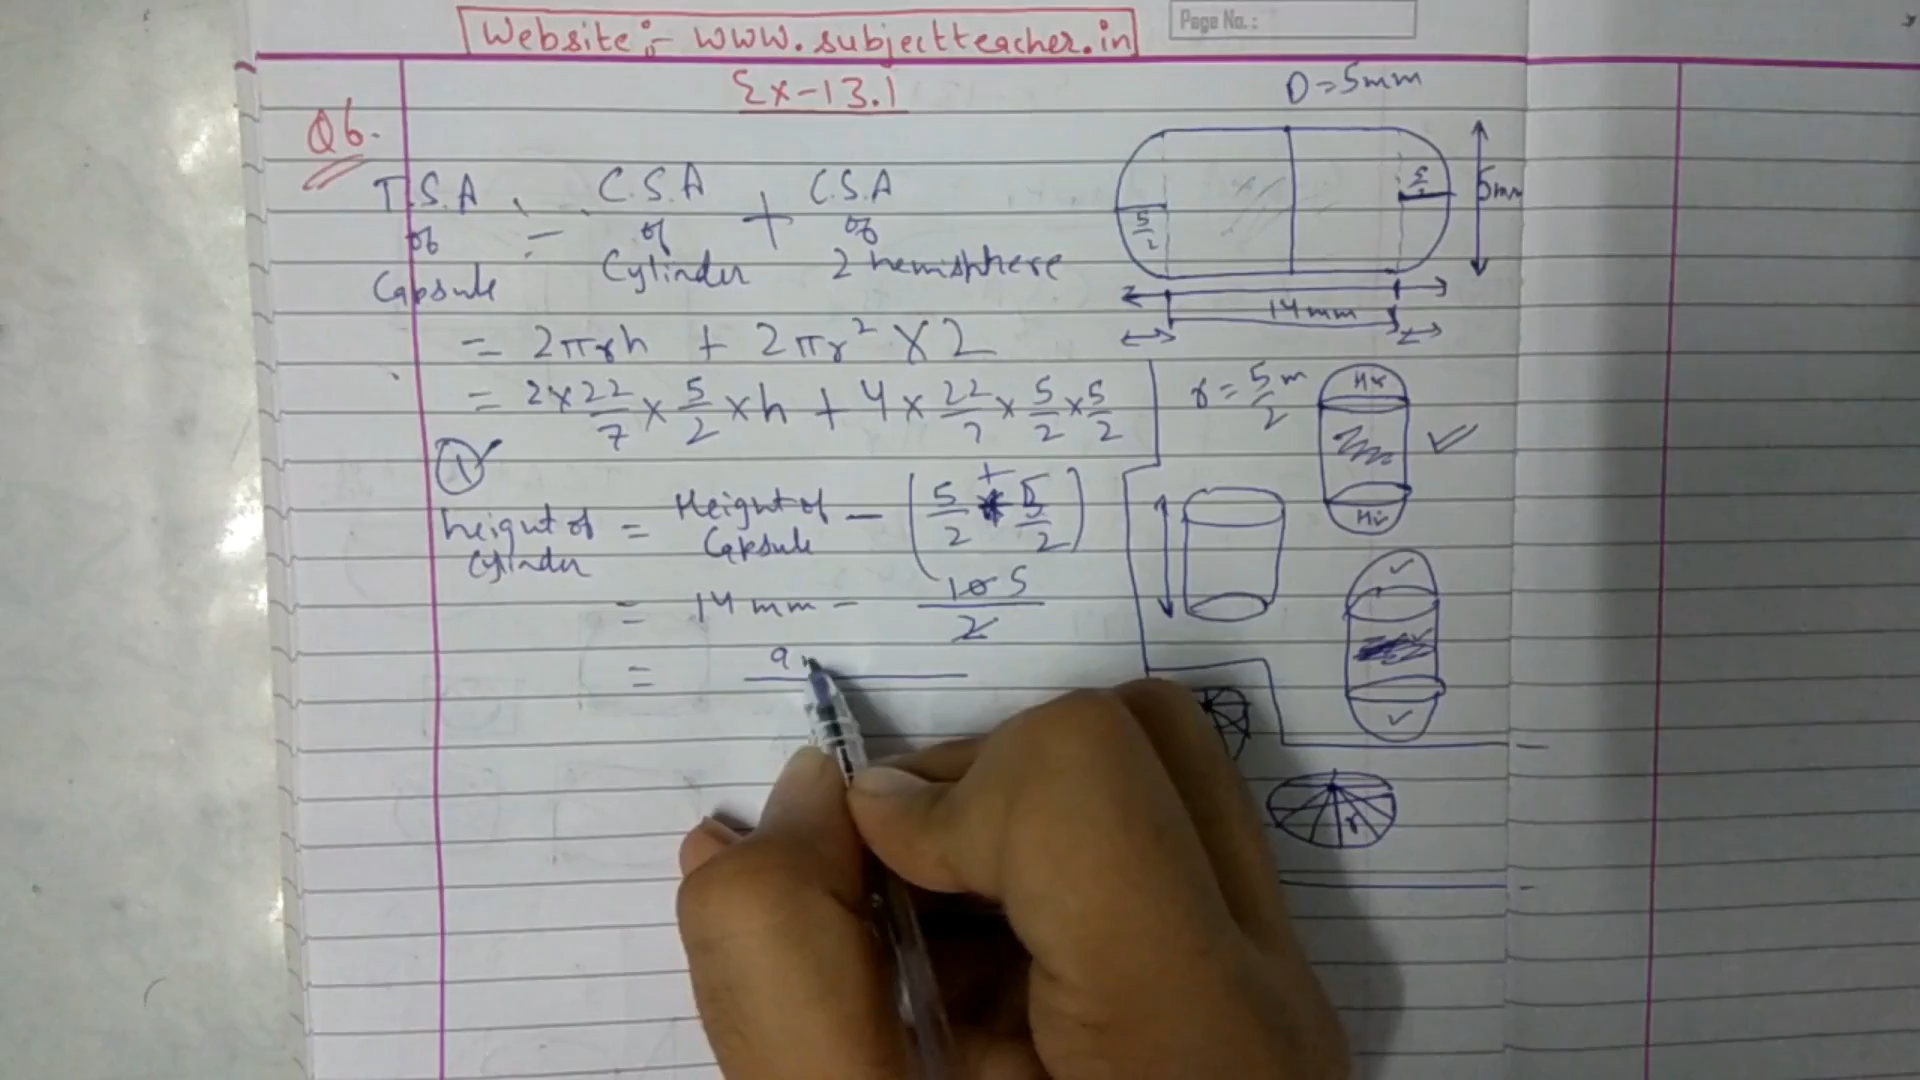 Website:- www.subjectteacher.in
Page No.:
Ex-13.1
D=5mm
Q6.
T.S.A of Capsule = C.S.A of Cylinder + C.S.A of 2 hemisphere
5/2
5/2
5mm
14mm
= 2πrh + 2πr² × 2
= 2×22/7 × 5/2 × h + 4 × 22/7 × 5/2 × 5/2
r = 5/2 m
①
height of cylinder = Height of Capsule – (5/2 + 5/2)
= 14 mm – 10 5/2
= 9
r